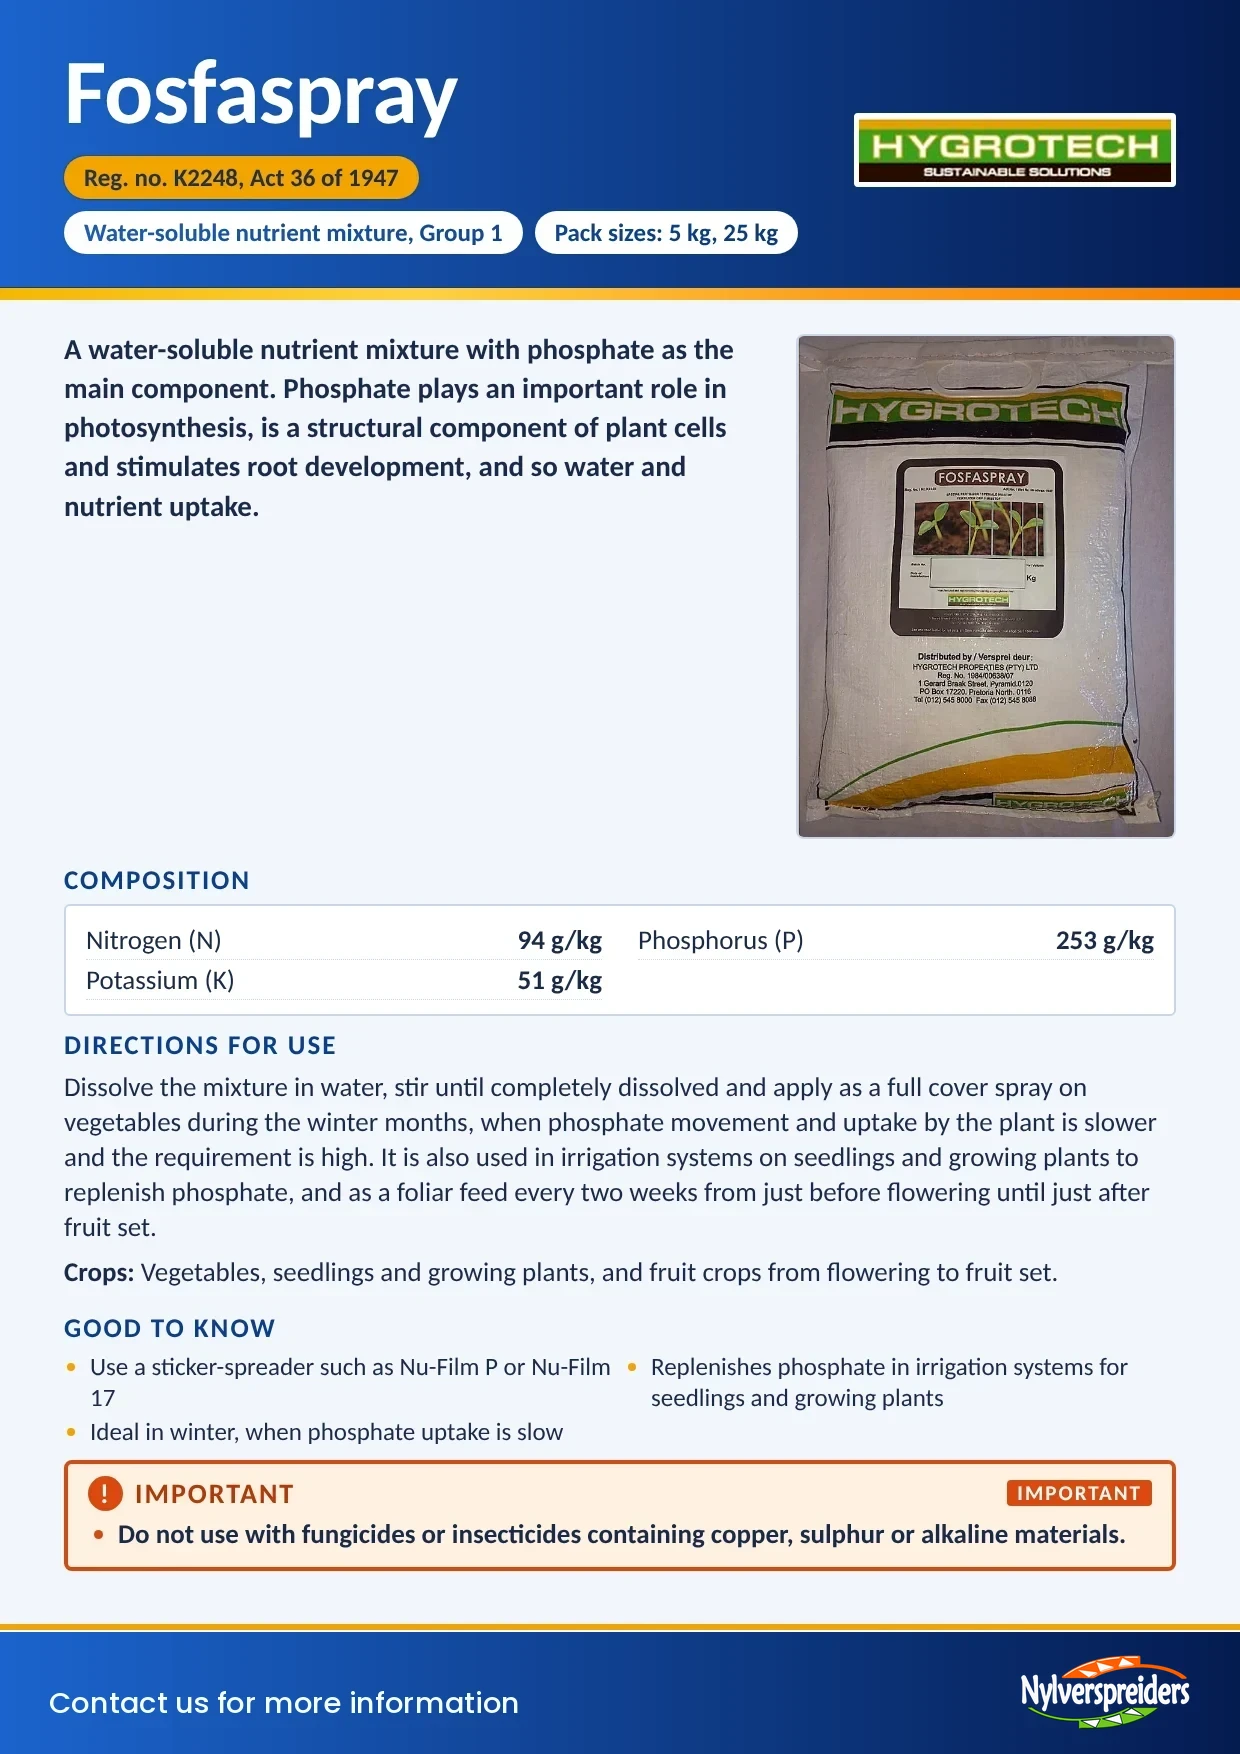 Fosfaspray
Reg. no. K2248, Act 36 of 1947
Water-soluble nutrient mixture, Group 1
Pack sizes: 5 kg, 25 kg
HYGROTECH
SUSTAINABLE SOLUTIONS
A water-soluble nutrient mixture with phosphate as the
main component. Phosphate plays an important role in
photosynthesis, is a structural component of plant cells
and stimulates root development, and so water and
nutrient uptake.
HYGROTECH
FOSFASPRAY
Kg
HYGROTECH
Distributed by / Versprei deur:
HYGROTECH PROPERTIES (PTY) LTD
Reg. No. 1984/00638/07
1 Gerard Braak Street, Pyramid.0120
PO Box 17220, Pretoria North, 0116
Tel (012) 545 8000 Fax (012) 545 8088
HYGROTECH
COMPOSITION
Nitrogen (N) 94 g/kg Phosphorus (P) 253 g/kg
Potassium (K) 51 g/kg
DIRECTIONS FOR USE
Dissolve the mixture in water, stir until completely dissolved and apply as a full cover spray on
vegetables during the winter months, when phosphate movement and uptake by the plant is slower
and the requirement is high. It is also used in irrigation systems on seedlings and growing plants to
replenish phosphate, and as a foliar feed every two weeks from just before flowering until just after
fruit set.
Crops: Vegetables, seedlings and growing plants, and fruit crops from flowering to fruit set.
GOOD TO KNOW
• Use a sticker-spreader such as Nu-Film P or Nu-Film
17
• Ideal in winter, when phosphate uptake is slow
• Replenishes phosphate in irrigation systems for
seedlings and growing plants
! IMPORTANT
IMPORTANT
• Do not use with fungicides or insecticides containing copper, sulphur or alkaline materials.
Contact us for more information
Nylverspreiders